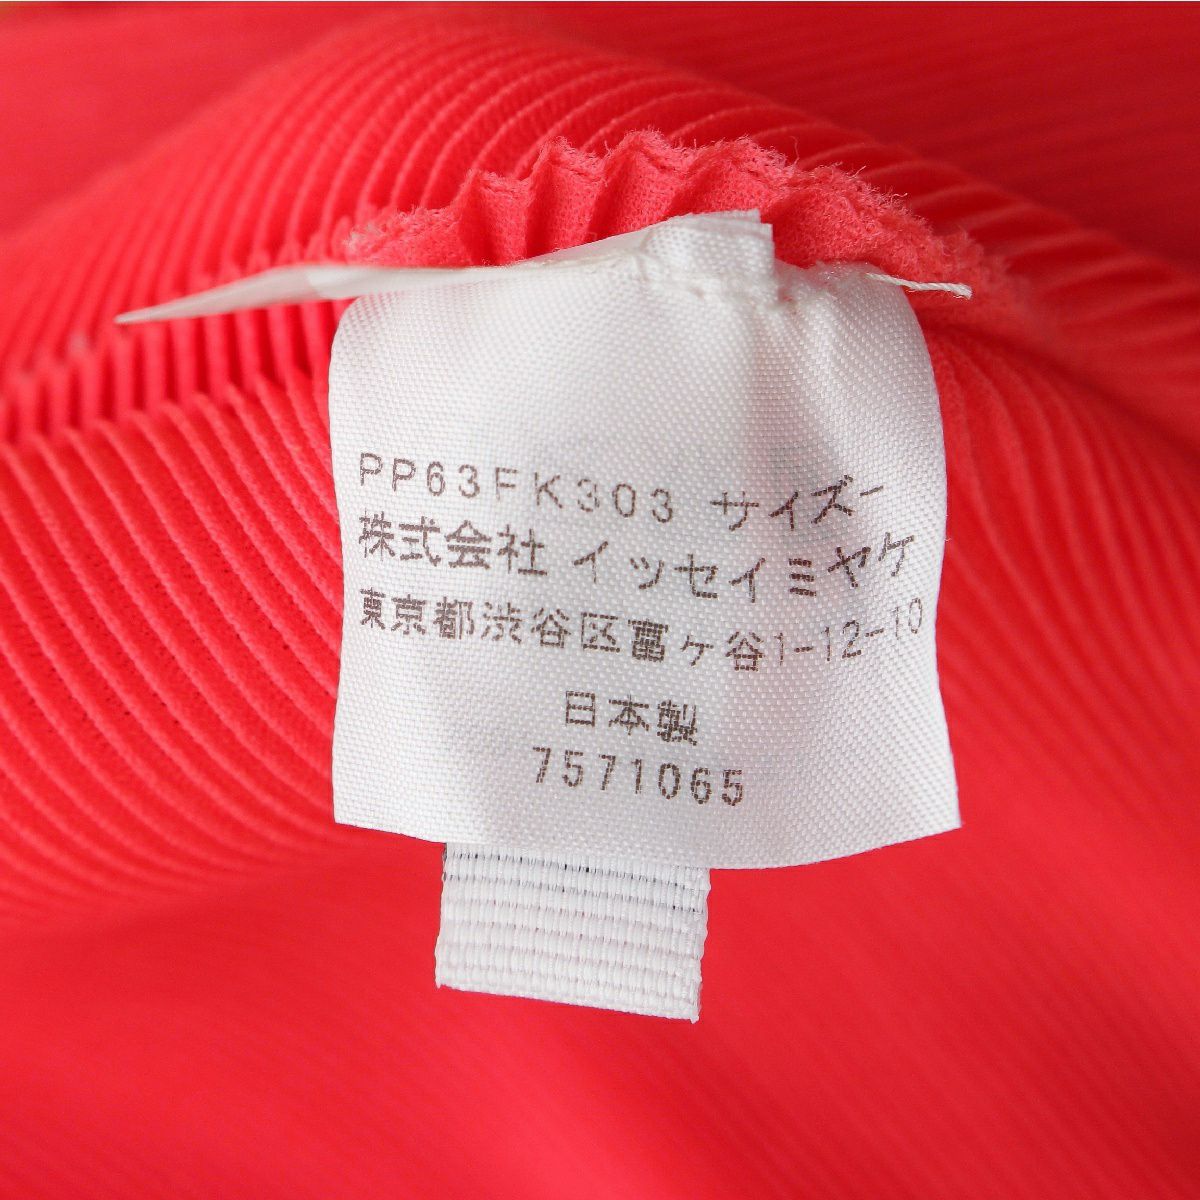 PP63FK303 サイズ-
株式会社 イッセイミヤケ
東京都渋谷区富ヶ谷1-12-10
日本製
7571065